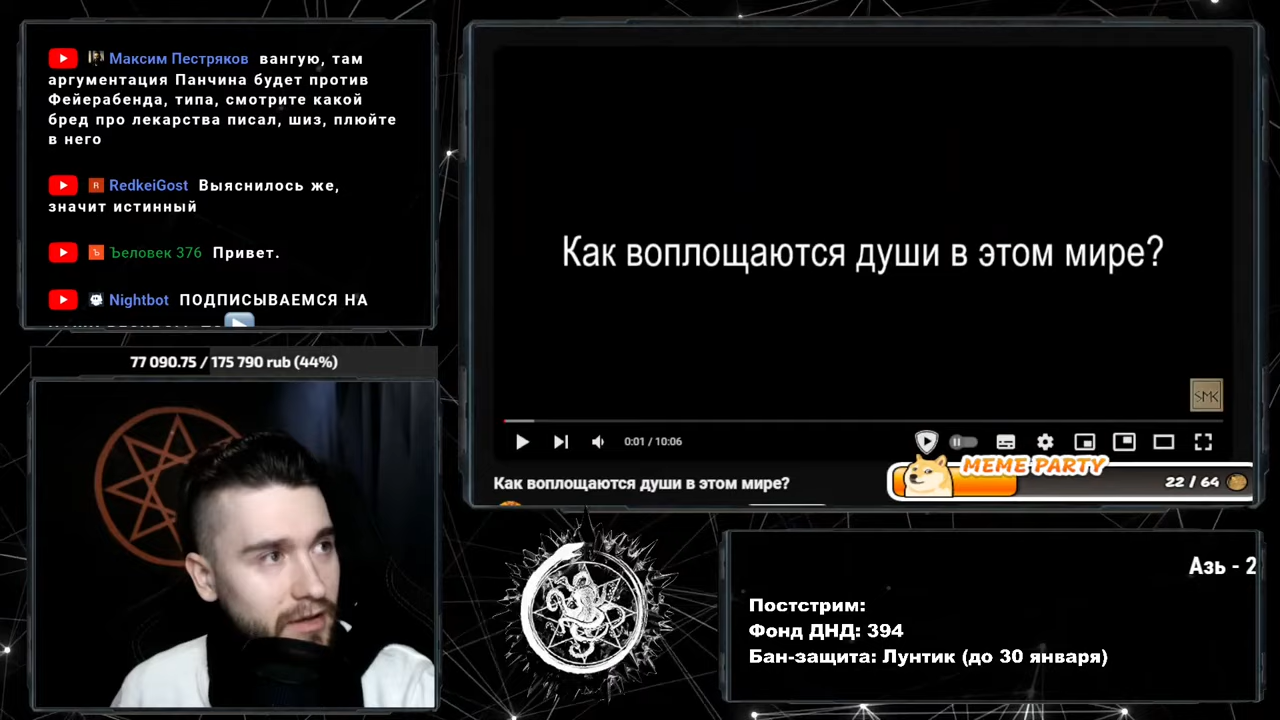 Максим Пестряков вангую, там
аргументация Панчина будет против
Фейерабенда, типа, смотрите какой
бред про лекарства писал, шиз, плюйте
в него
RedkeiGost Выяснилось же,
значит истинный
Ъеловек 376 Привет.
Nightbot ПОДПИСЫВАЕМСЯ НА
77 090.75 / 175 790 rub (44%)
Как воплощаются души в этом мире?
SMK
0:01 / 10:06
MEME PARTY
Как воплощаются души в этом мире?
22 / 64
Азь - 2
Постстрим:
Фонд ДНД: 394
Бан-защита: Лунтик (до 30 января)